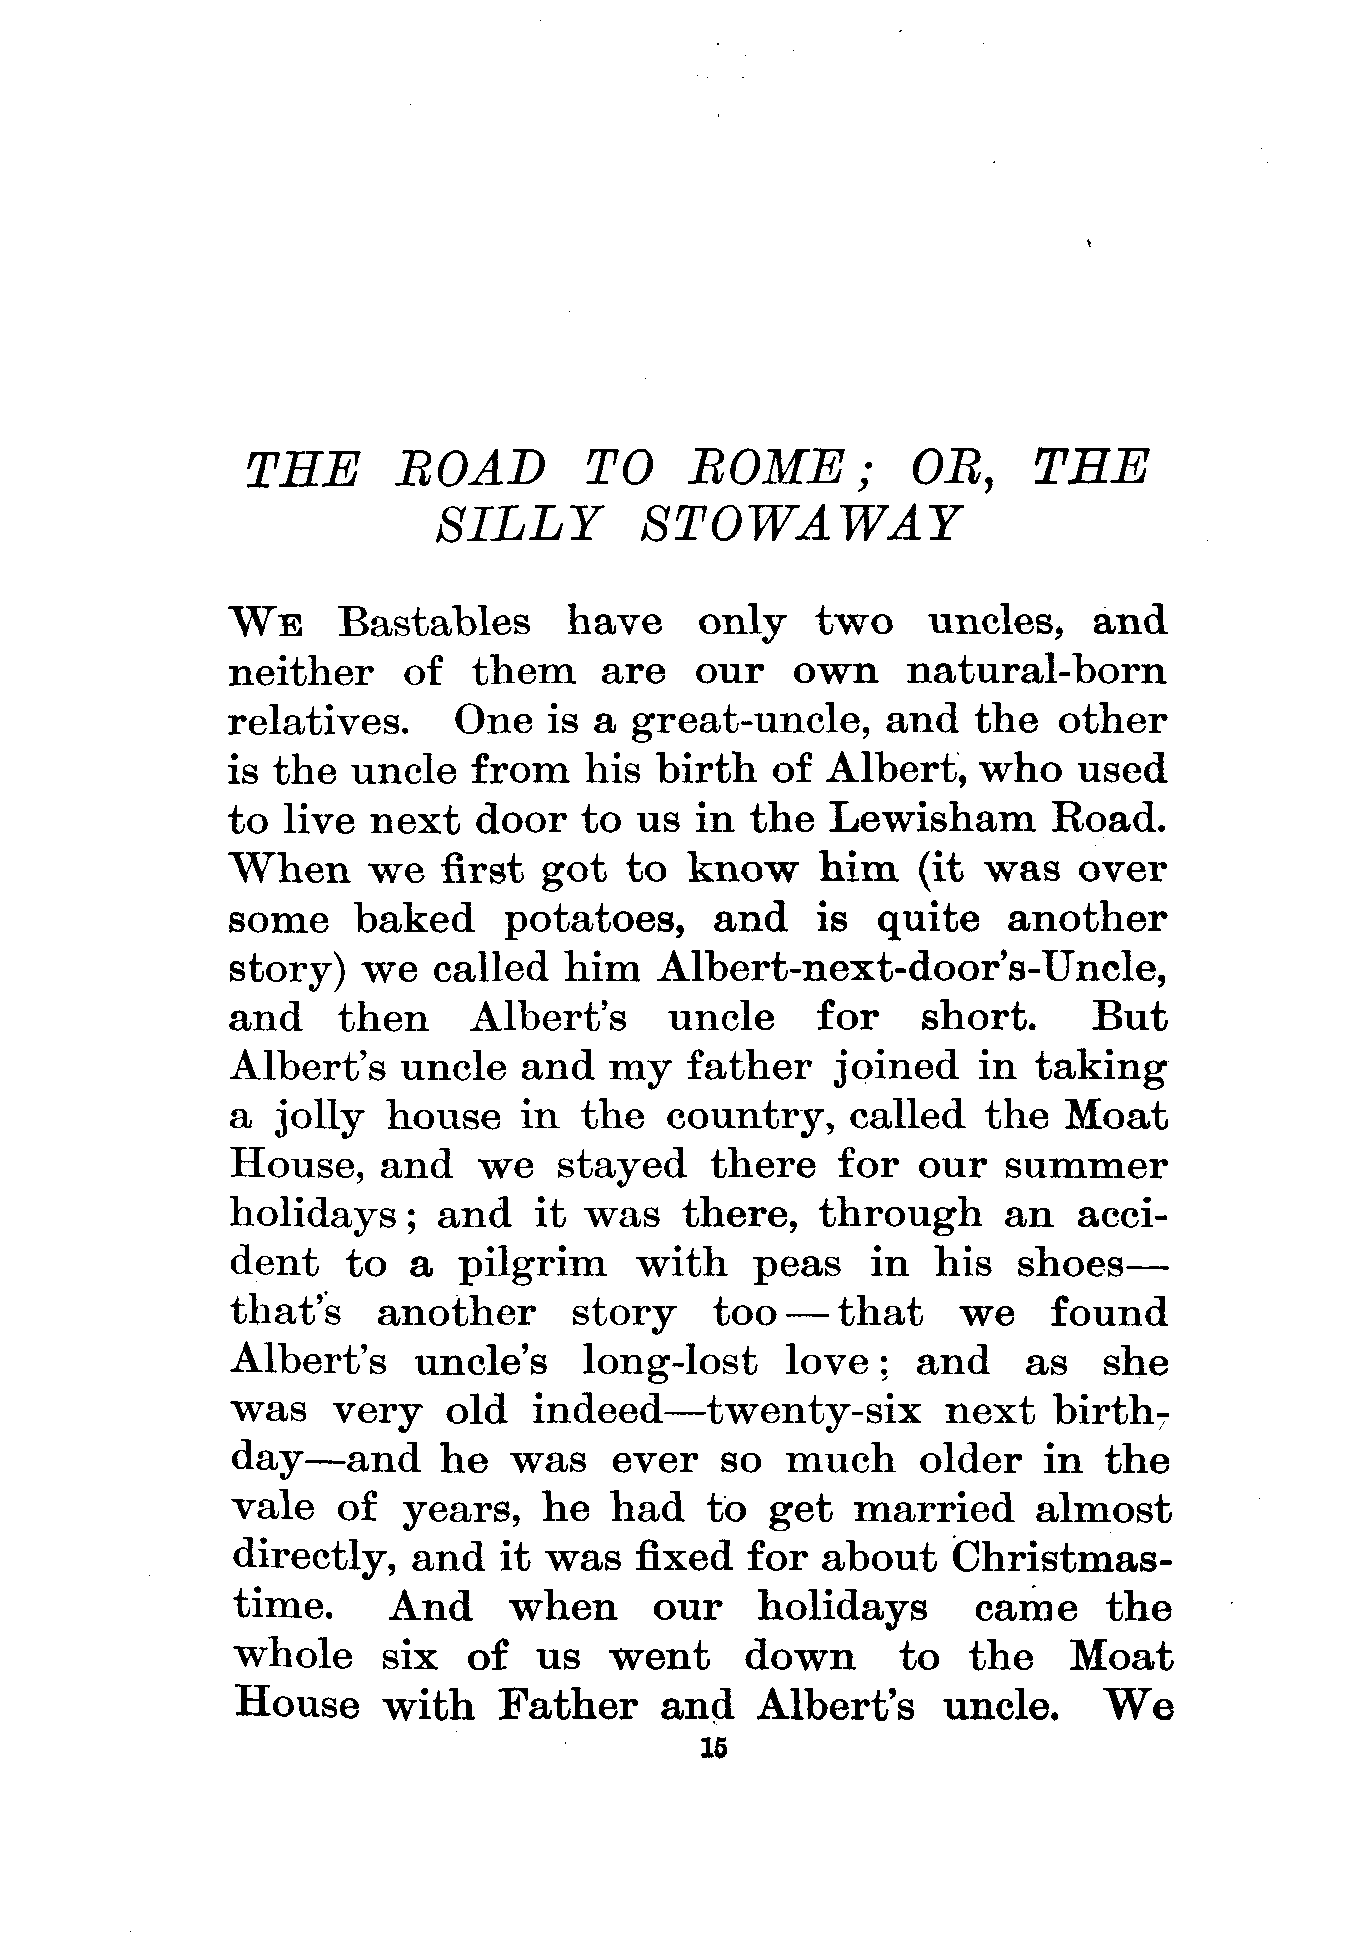 THE ROAD TO ROME; OR, THE
SILLY STOWAWAY
WE Bastables have only two uncles, and
neither of them are our own natural-born
relatives. One is a great-uncle, and the other
is the uncle from his birth of Albert, who used
to live next door to us in the Lewisham Road.
When we first got to know him (it was over
some baked potatoes, and is quite another
story) we called him Albert-next-door's-Uncle,
and then Albert's uncle for short. But
Albert's uncle and my father joined in taking
a jolly house in the country, called the Moat
House, and we stayed there for our summer
holidays; and it was there, through an acci-
dent to a pilgrim with peas in his shoes—
that's another story too—that we found
Albert's uncle's long-lost love; and as she
was very old indeed—twenty-six next birth-
day—and he was ever so much older in the
vale of years, he had to get married almost
directly, and it was fixed for about Christmas-
time. And when our holidays came the
whole six of us went down to the Moat
House with Father and Albert's uncle. We
15